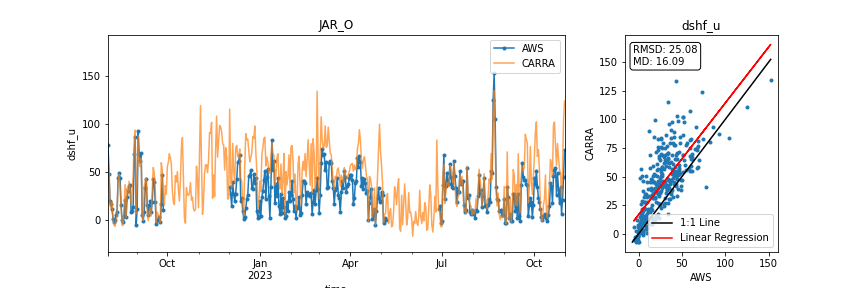 JAR_O
dshf_u
150
100
50
0
AWS
CARRA
Oct
Jan
2023
Apr
Jul
Oct
time
dshf_u
CARRA
150
125
100
75
50
25
0
RMSD: 25.08
MD: 16.09
1:1 Line
Linear Regression
0
50
100
150
AWS